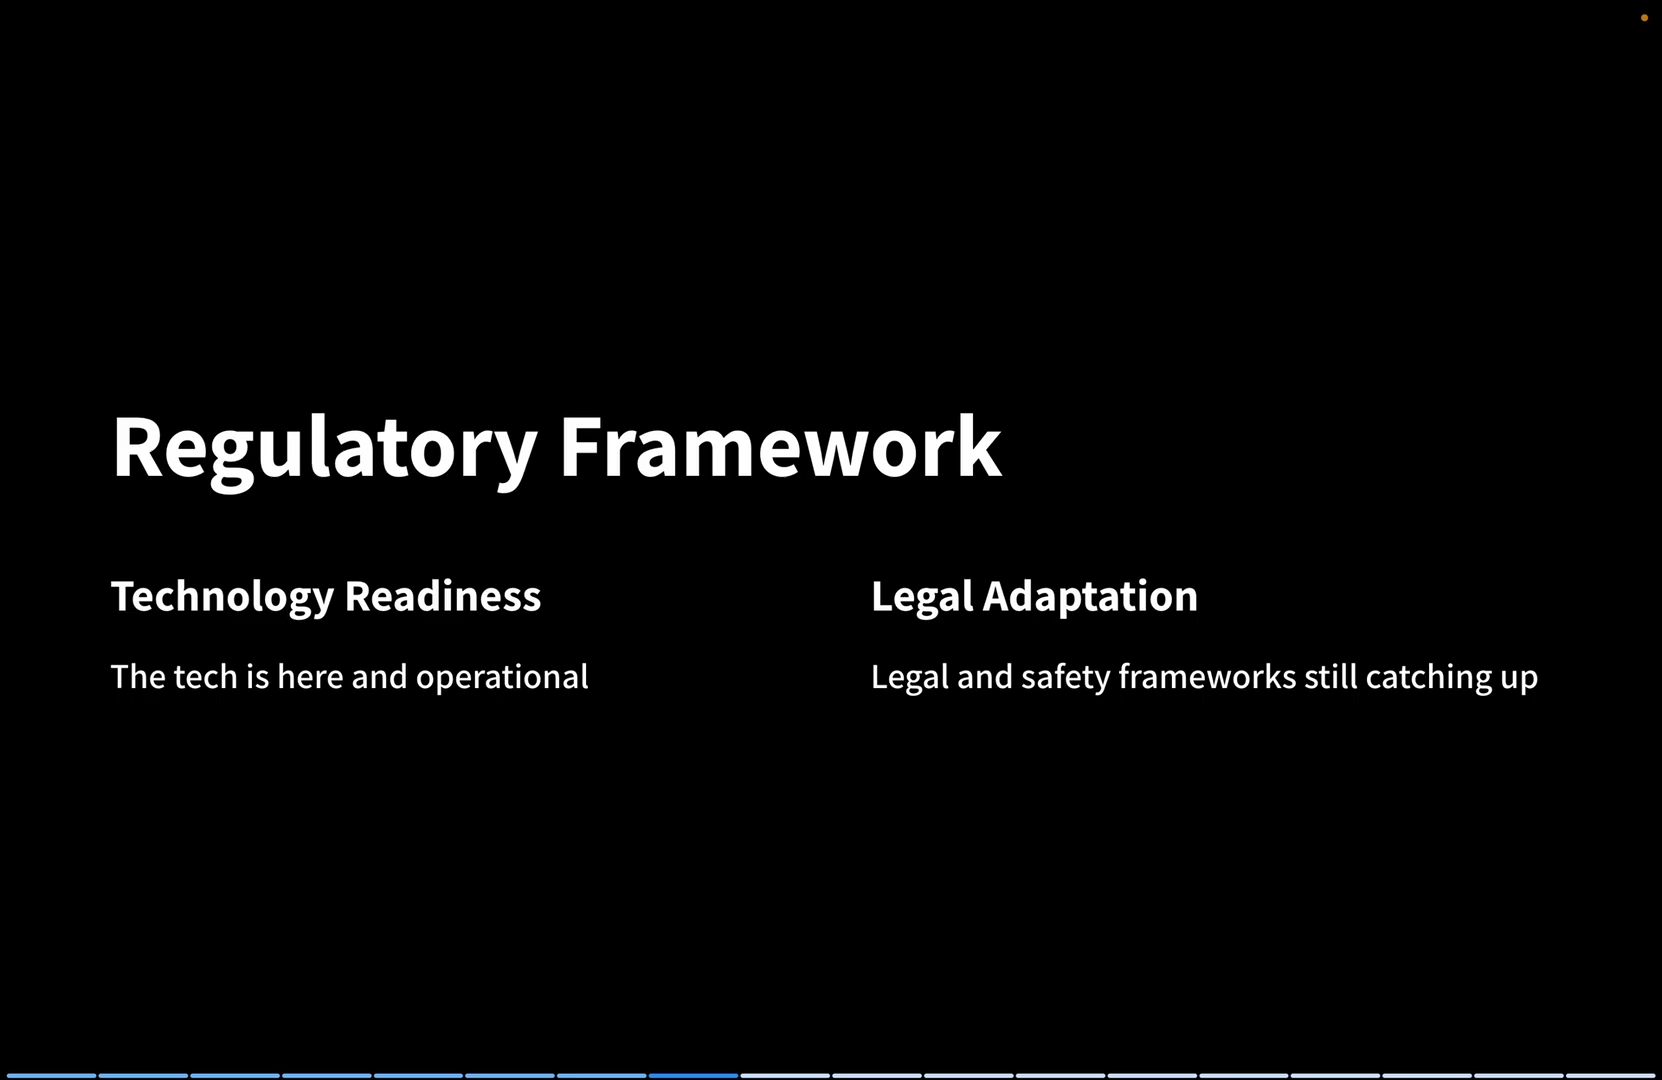 Regulatory Framework
Technology Readiness
The tech is here and operational
Legal Adaptation
Legal and safety frameworks still catching up